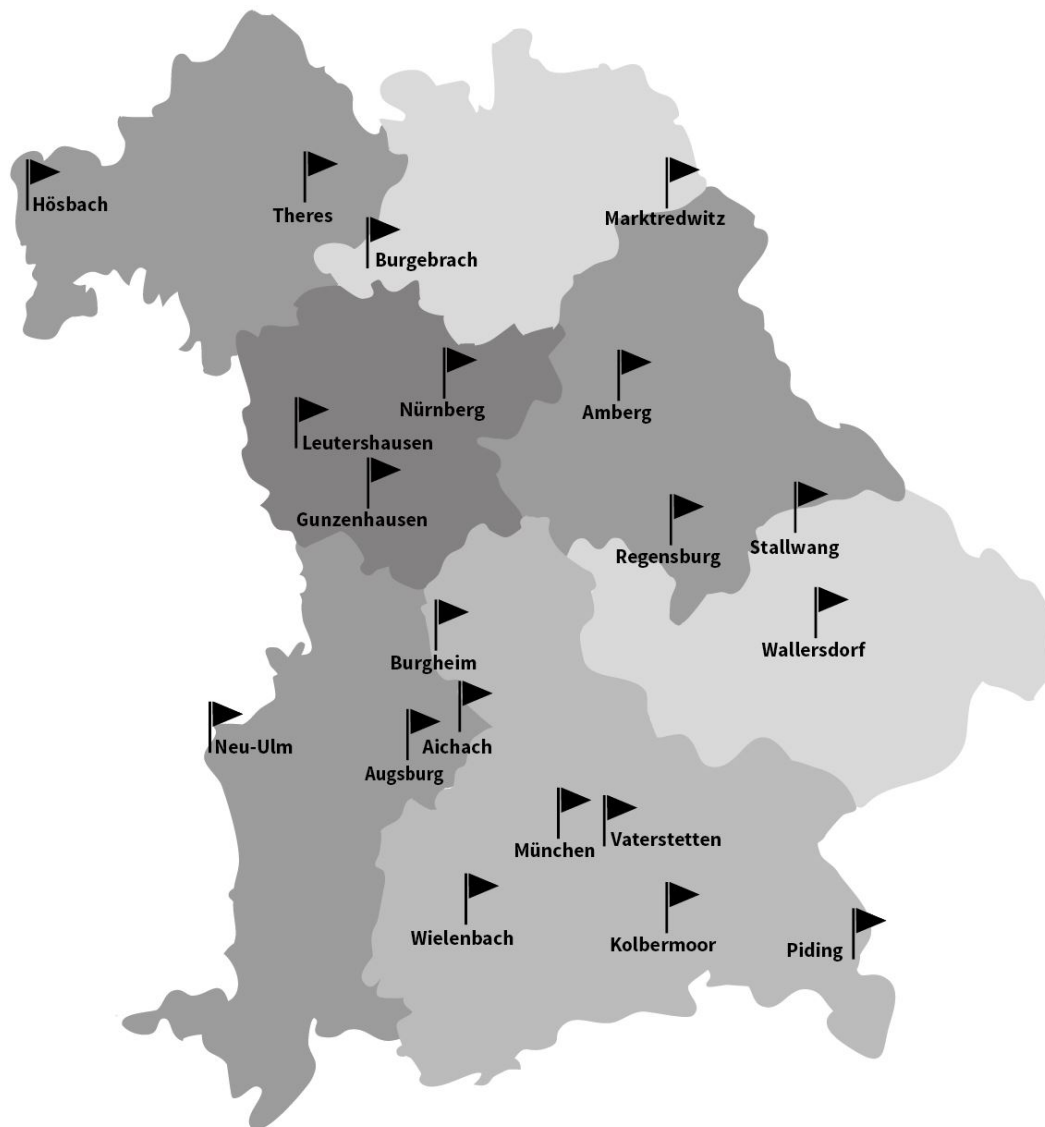 Hösbach
Theres
Marktredwitz
Burgebrach
Nürnberg
Amberg
Leutershausen
Gunzenhausen
Regensburg
Stallwang
Burgheim
Wallersdorf
Neu-Ulm
Aichach
Augsburg
München
Vaterstetten
Wielenbach
Kolbermoor
Piding